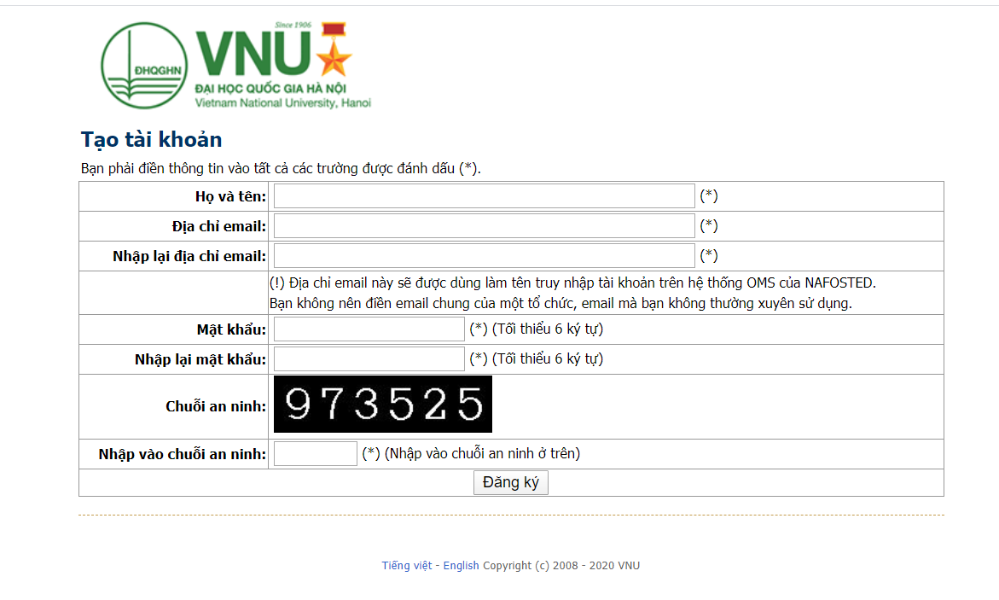 Since 1906
ĐHQGHN
VNU
ĐẠI HỌC QUỐC GIA HÀ NỘI
Vietnam National University, Hanoi
Tạo tài khoản
Bạn phải điền thông tin vào tất cả các trường được đánh dấu (*).
Họ và tên: (*)
Địa chỉ email: (*)
Nhập lại địa chỉ email: (*)
(!) Địa chỉ email này sẽ được dùng làm tên truy nhập tài khoản trên hệ thống OMS của NAFOSTED.
Bạn không nên điền email chung của một tổ chức, email mà bạn không thường xuyên sử dụng.
Mật khẩu: (*) (Tối thiểu 6 ký tự)
Nhập lại mật khẩu: (*) (Tối thiểu 6 ký tự)
Chuỗi an ninh: 973525
Nhập vào chuỗi an ninh: (*) (Nhập vào chuỗi an ninh ở trên)
Đăng ký
Tiếng việt - English Copyright (c) 2008 - 2020 VNU